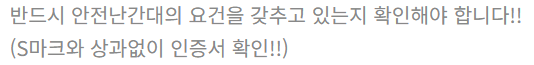 반드시 안전난간대의 요건을 갖추고 있는지 확인해야 합니다!!
(S마크와 상과없이 인증서 확인!!)